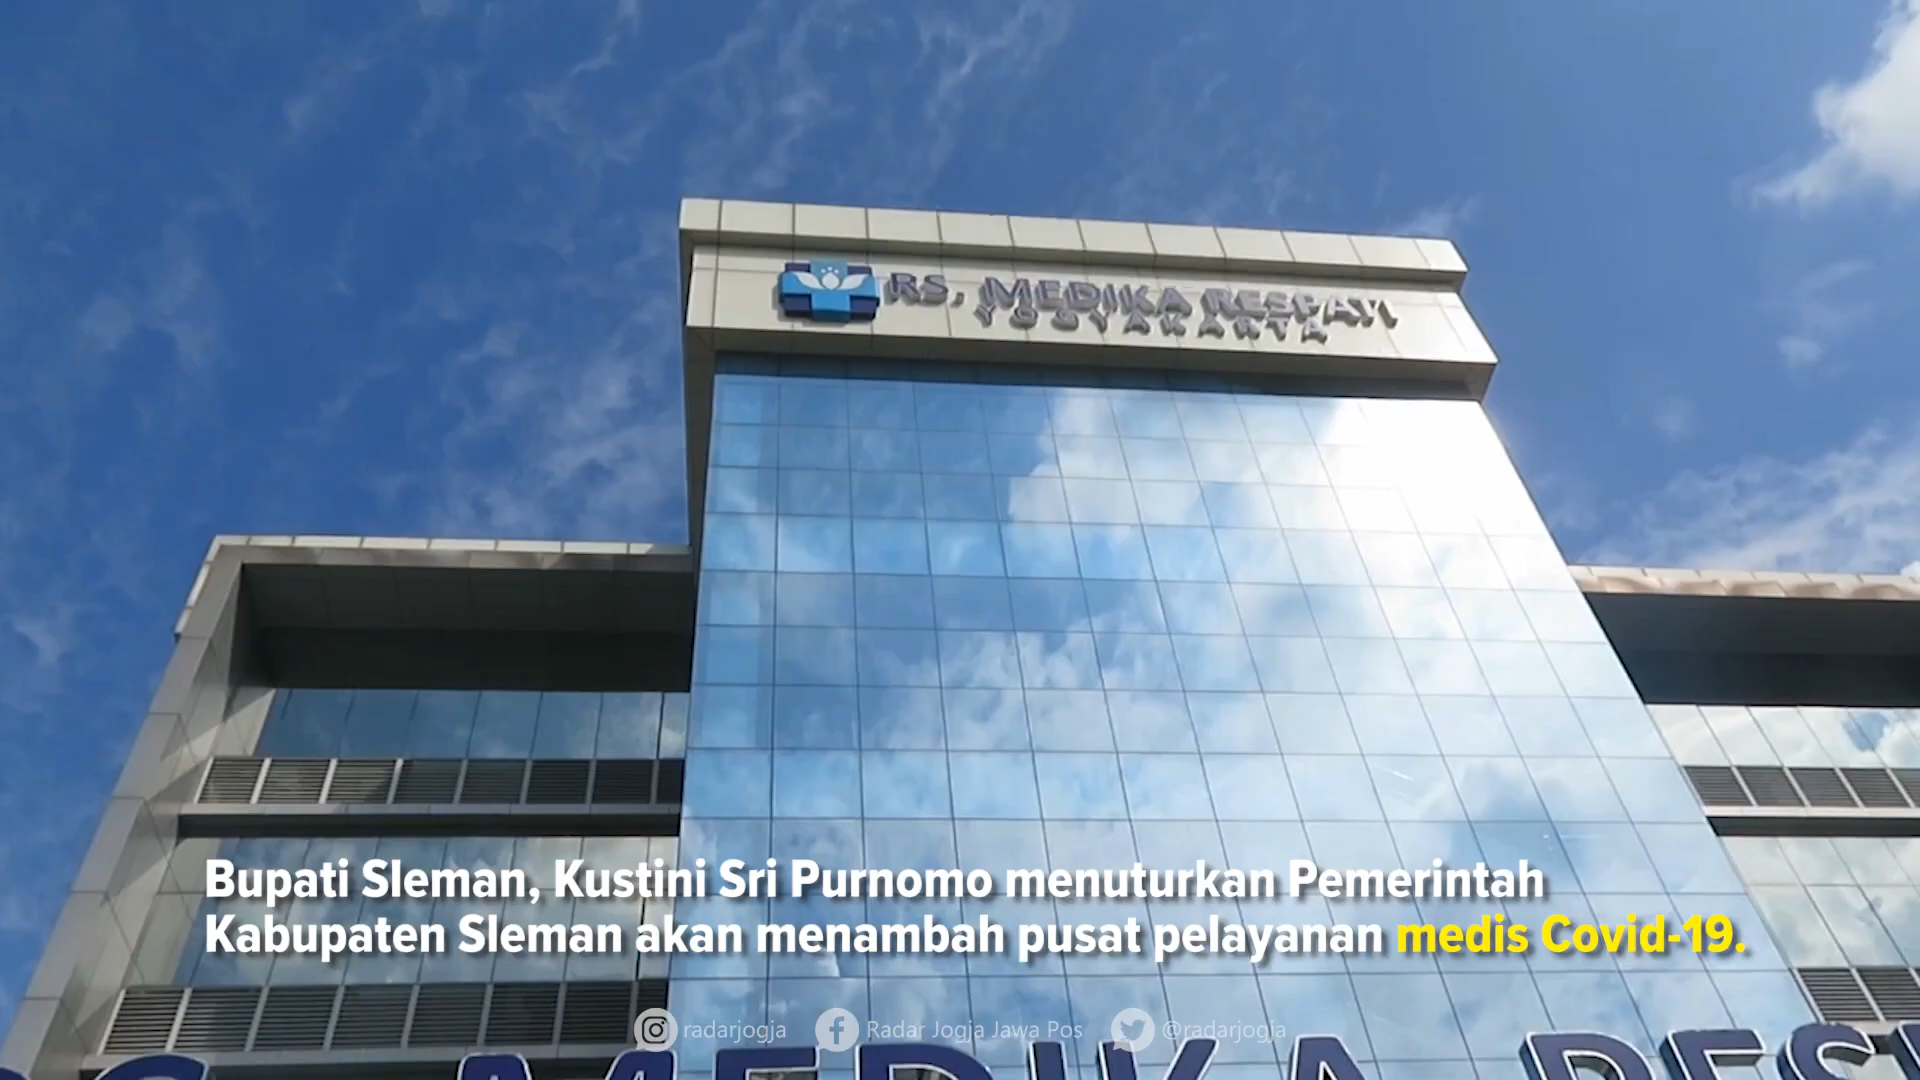 RS. MEDIKA RESPATI
YOGYAKARTA
Bupati Sleman, Kustini Sri Purnomo menuturkan Pemerintah
Kabupaten Sleman akan menambah pusat pelayanan medis Covid-19.
radarjogja Radar Jogja Jawa Pos @radarjogja
MEDIKA